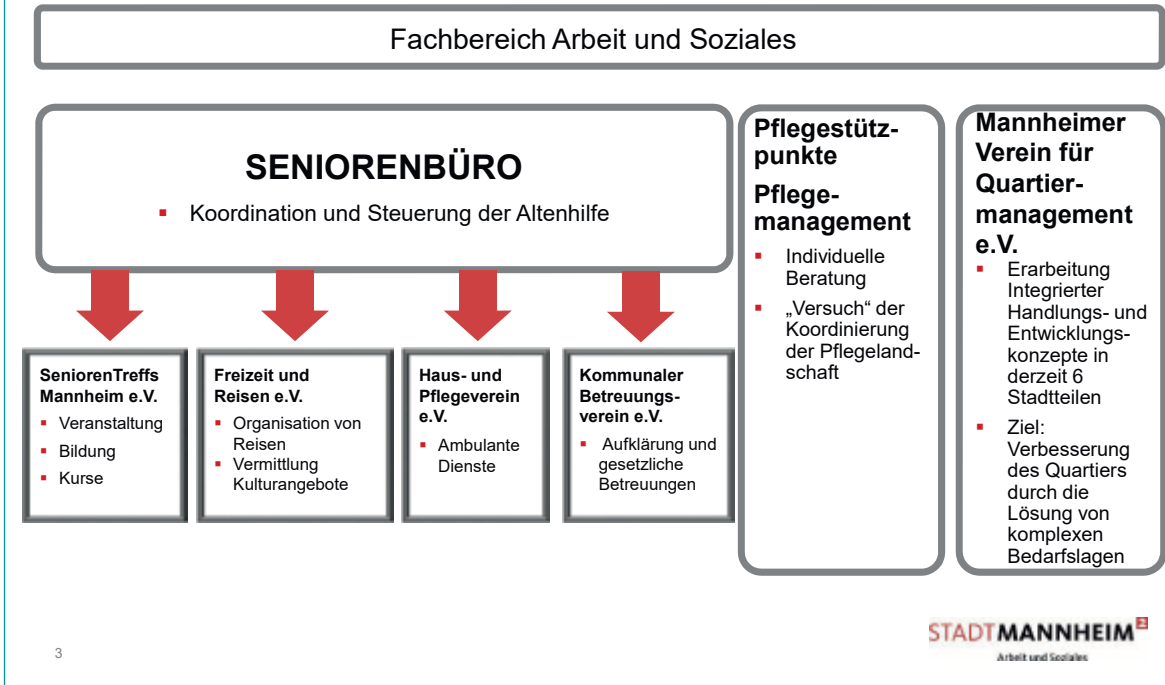 Fachbereich Arbeit und Soziales
SENIORENBÜRO
▪ Koordination und Steuerung der Altenhilfe
SeniorenTreffs
Mannheim e.V.
▪ Veranstaltung
▪ Bildung
▪ Kurse
Freizeit und
Reisen e.V.
▪ Organisation von
Reisen
▪ Vermittlung
Kulturangebote
Haus- und
Pflegeverein
e.V.
▪ Ambulante
Dienste
Kommunaler
Betreuungs-
verein e.V.
▪ Aufklärung und
gesetzliche
Betreuungen
Pflegestütz-
punkte
Pflege-
management
▪ Individuelle
Beratung
▪ „Versuch“ der
Koordinierung
der Pflegeland-
schaft
Mannheimer
Verein für
Quartier-
management
e.V.
▪ Erarbeitung
Integrierter
Handlungs- und
Entwicklungs-
konzepte in
derzeit 6
Stadtteilen
▪ Ziel:
Verbesserung
des Quartiers
durch die
Lösung von
komplexen
Bedarfslagen
3
STADTMANNHEIM²
Arbeit und Soziales